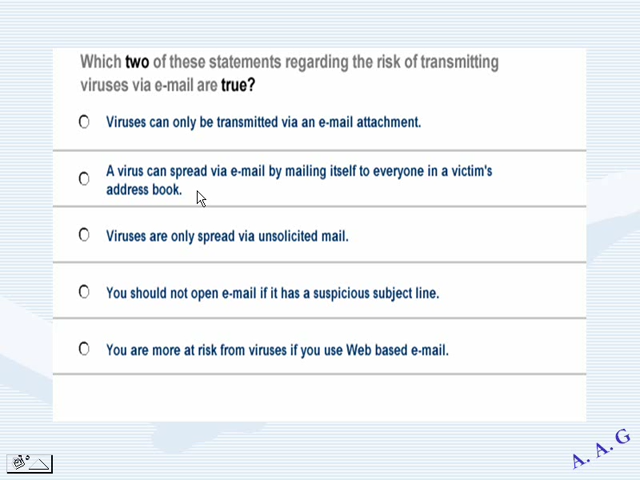 Which two of these statements regarding the risk of transmitting
viruses via e-mail are true?
Viruses can only be transmitted via an e-mail attachment.
A virus can spread via e-mail by mailing itself to everyone in a victim's
address book.
Viruses are only spread via unsolicited mail.
You should not open e-mail if it has a suspicious subject line.
You are more at risk from viruses if you use Web based e-mail.
A. A. G